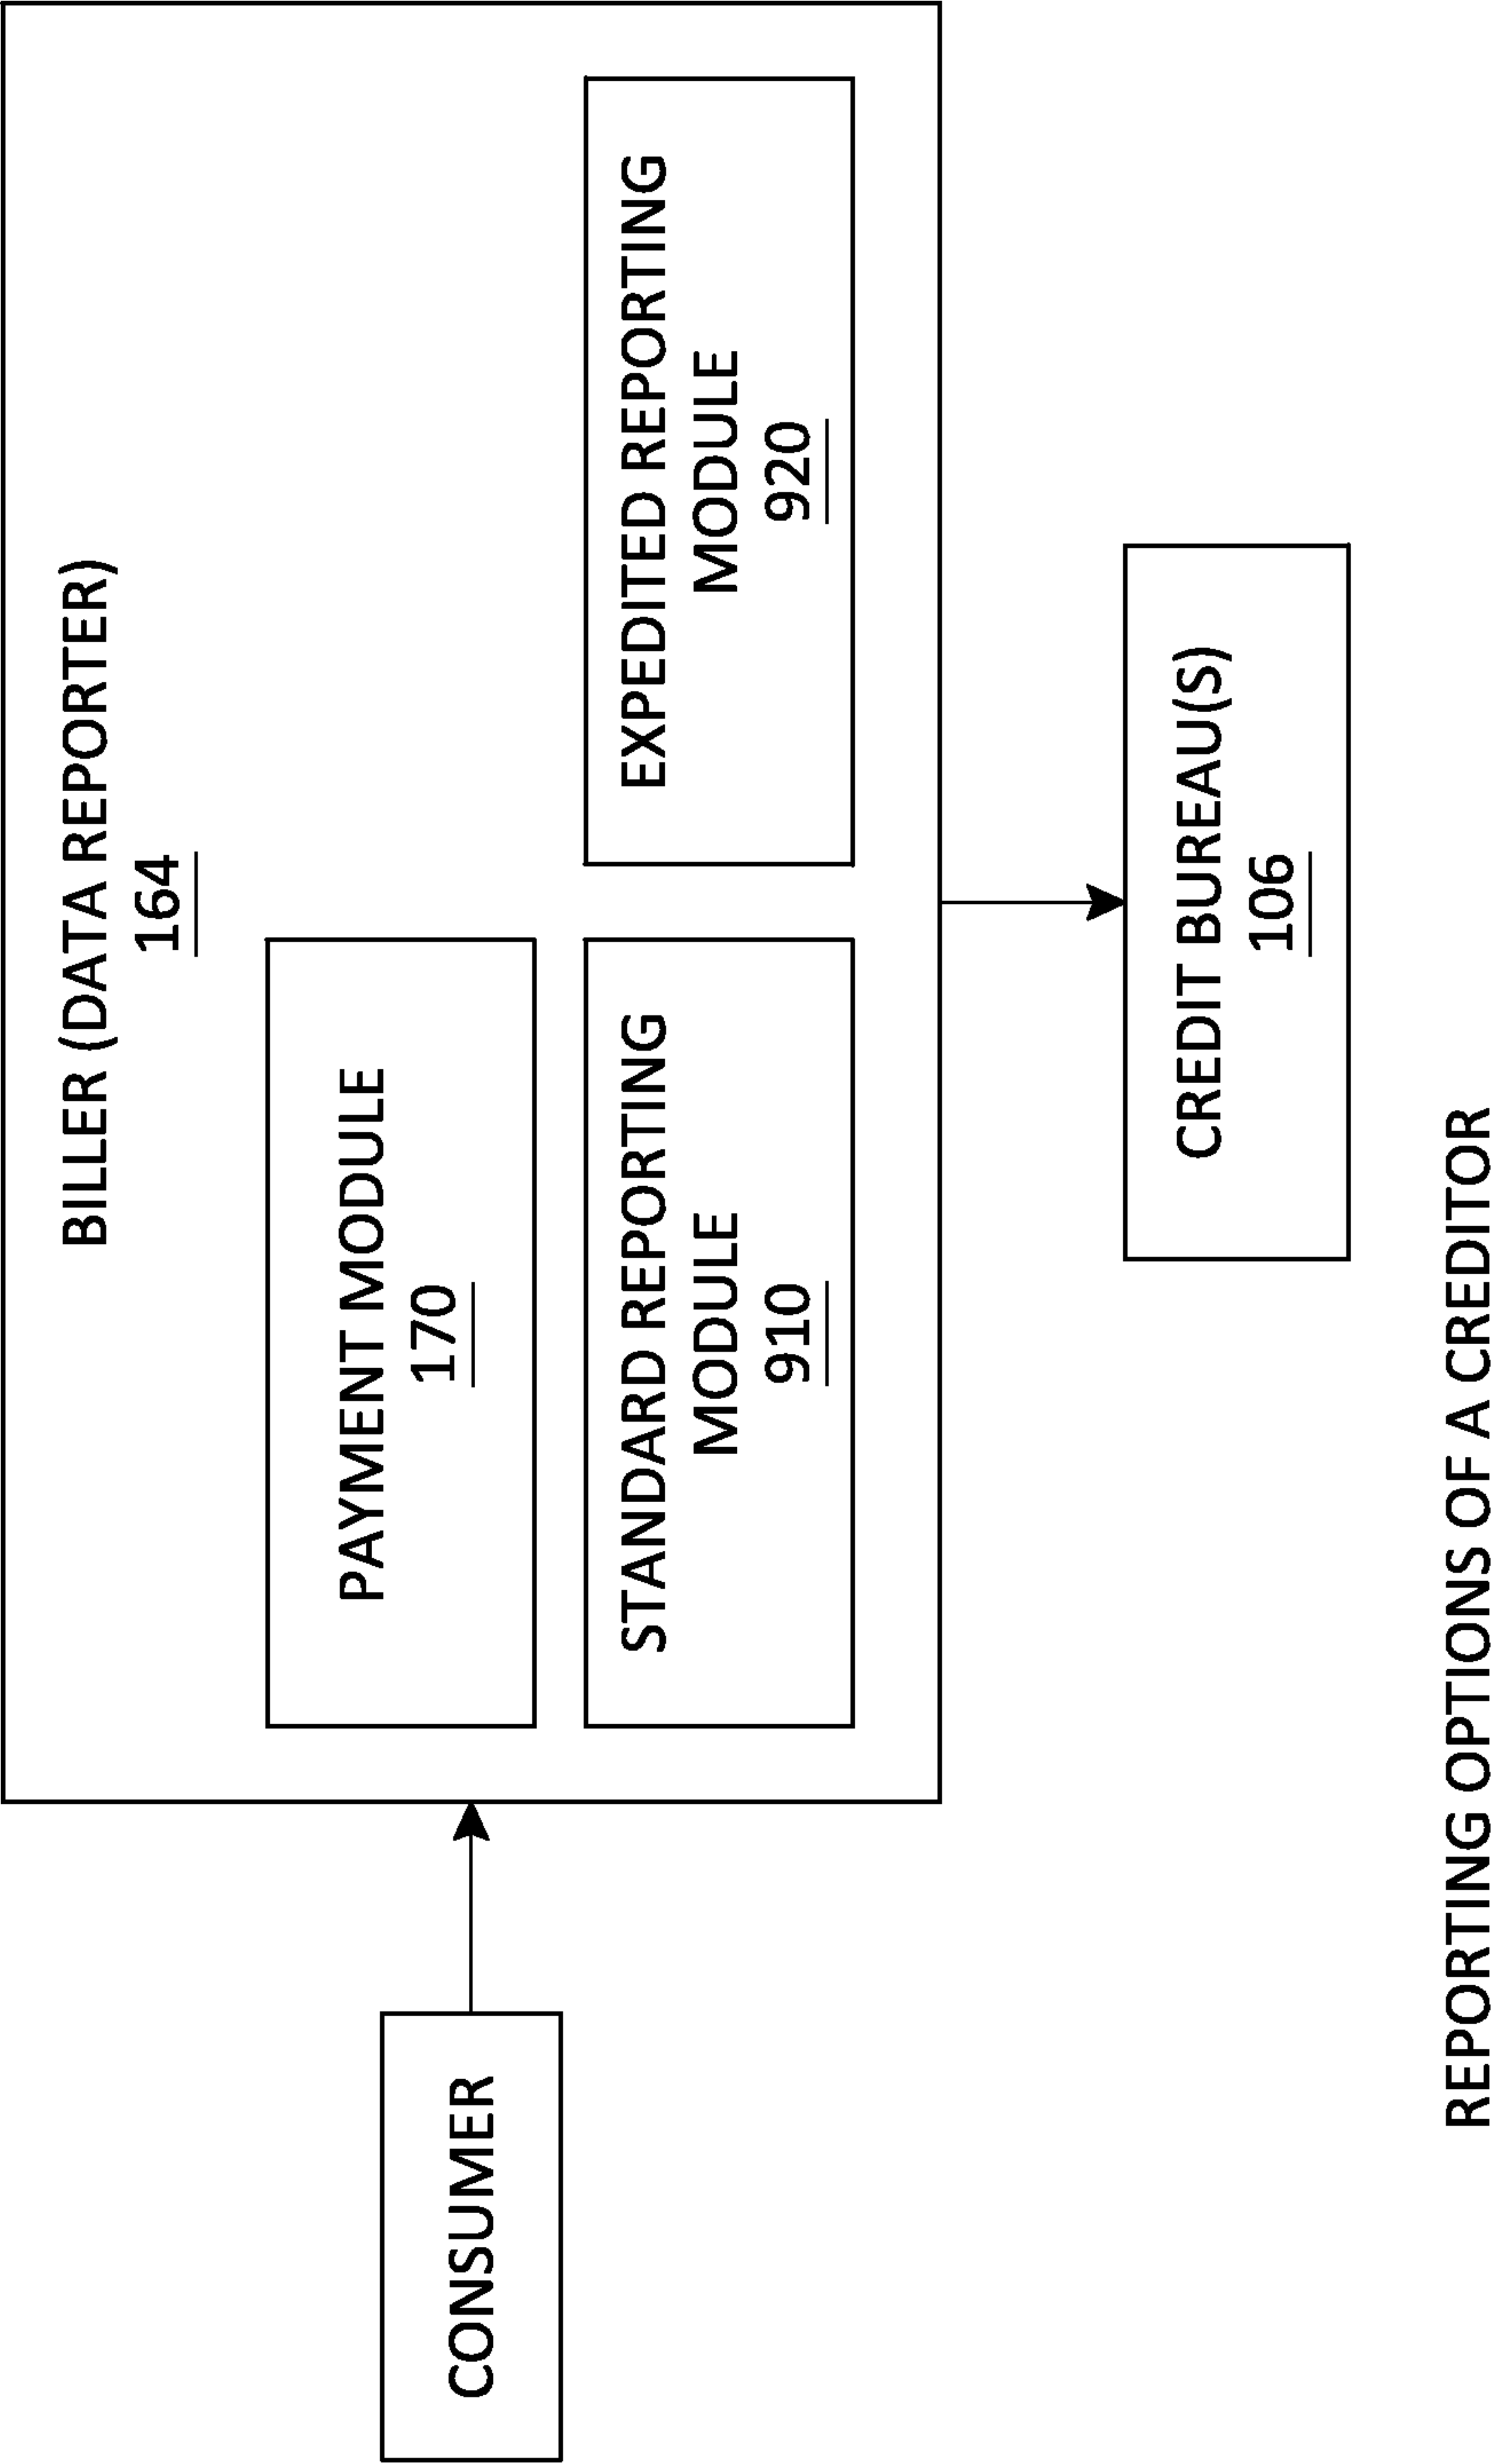 BILLER (DATA REPORTER)
164
PAYMENT MODULE
170
STANDARD REPORTING
MODULE
910
EXPEDITED REPORTING
MODULE
920
CONSUMER
CREDIT BUREAU(S)
106
REPORTING OPTIONS OF A CREDITOR